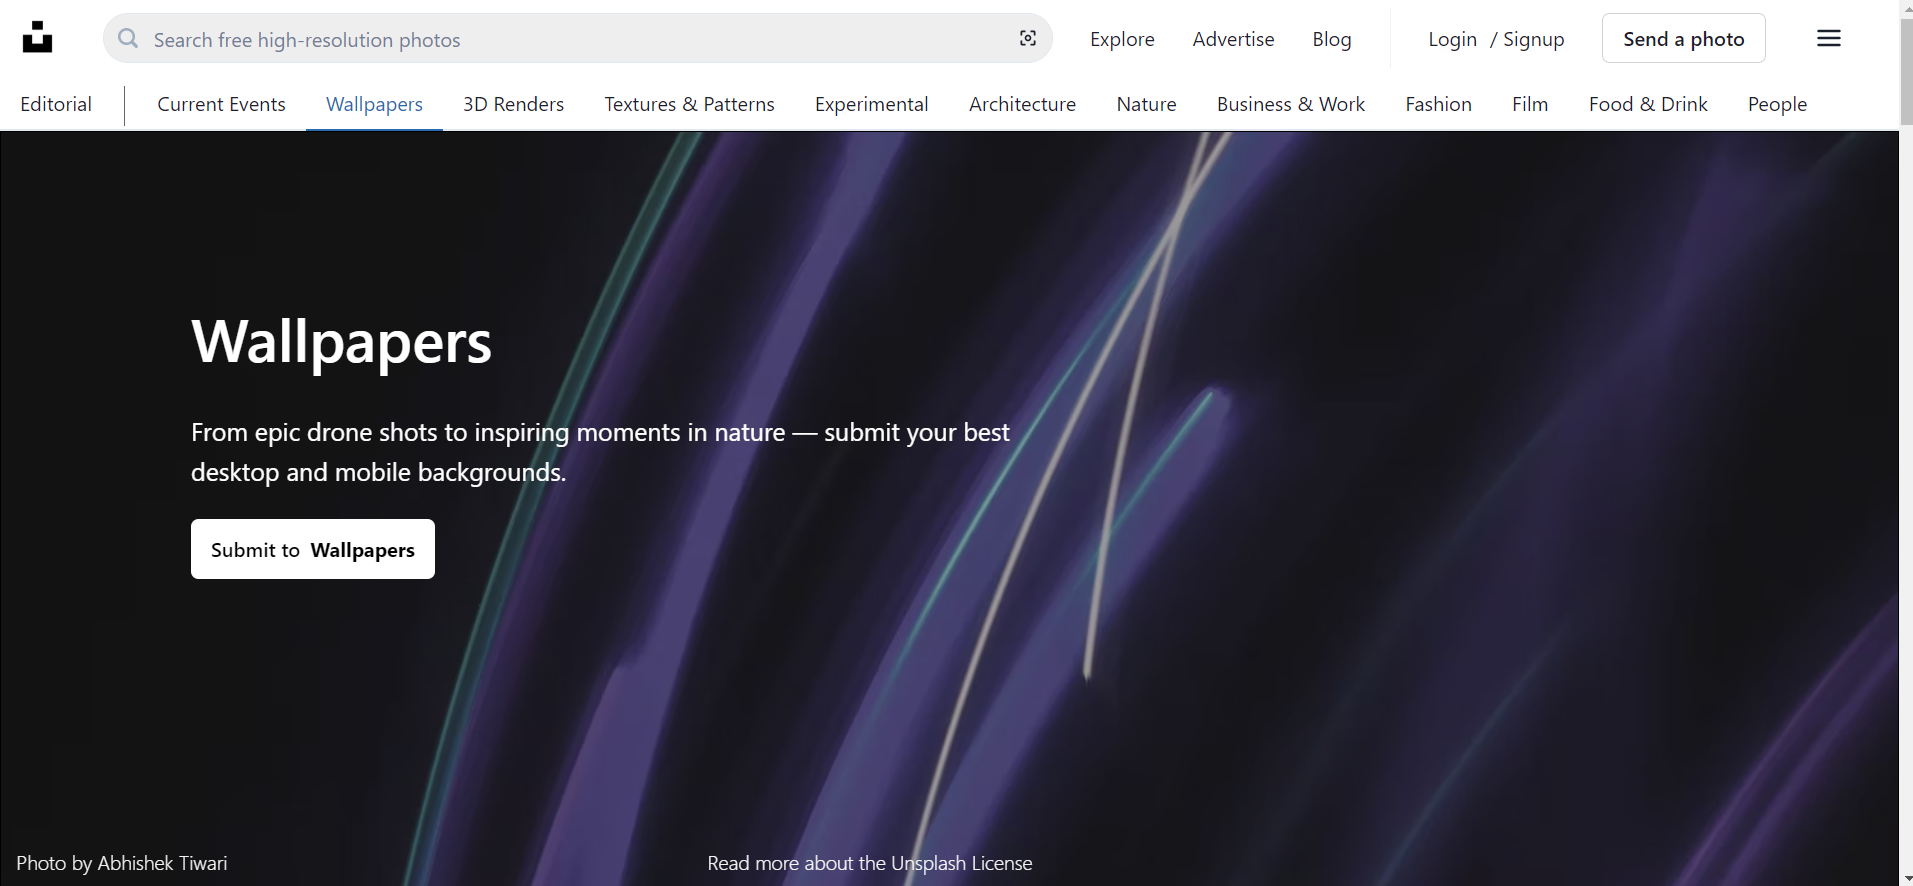 Search free high-resolution photos
Explore
Advertise
Blog
Login / Signup
Send a photo
Editorial
Current Events
Wallpapers
3D Renders
Textures & Patterns
Experimental
Architecture
Nature
Business & Work
Fashion
Film
Food & Drink
People
Wallpapers
From epic drone shots to inspiring moments in nature — submit your best
desktop and mobile backgrounds.
Submit to Wallpapers
Photo by Abhishek Tiwari
Read more about the Unsplash License